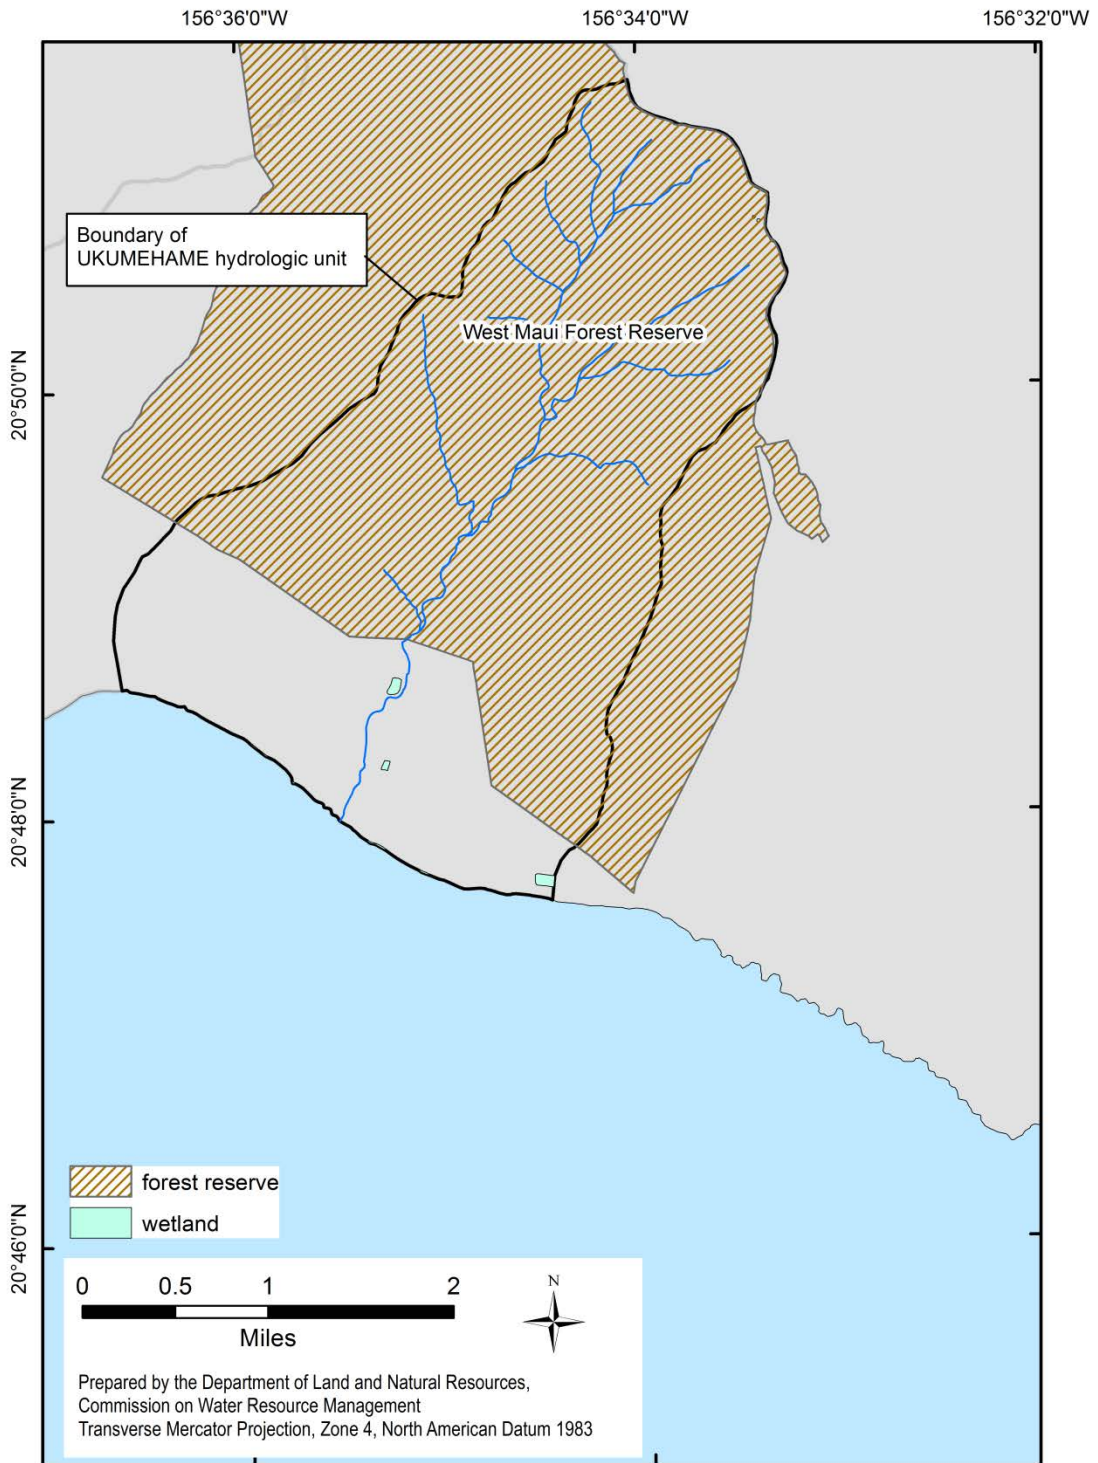 156°36'0"W
156°34'0"W
156°32'0"W
Boundary of
UKUMEHAME hydrologic unit
West Maui Forest Reserve
20°50'0"N
20°48'0"N
20°46'0"N
forest reserve
wetland
0 0.5 1 2
Miles
N
Prepared by the Department of Land and Natural Resources,
Commission on Water Resource Management
Transverse Mercator Projection, Zone 4, North American Datum 1983